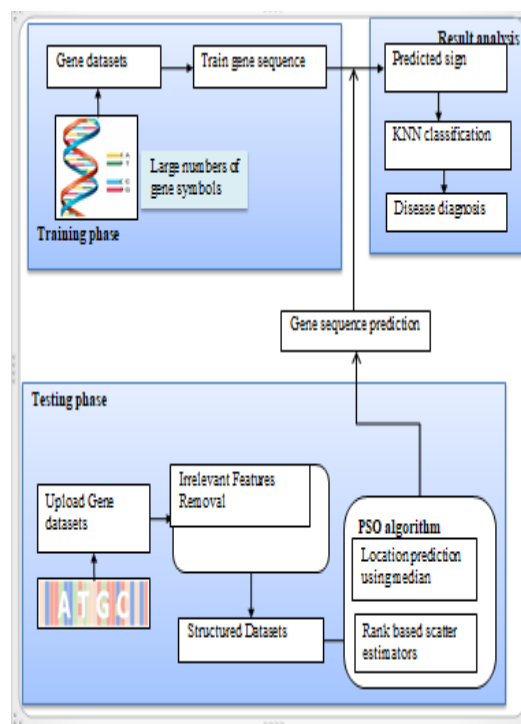 Result analysis
Gene datasets
Train gene sequence
Predicted sign
KNN classification
Large numbers of
gene symbols
Disease diagnosis
Training phase
Gene sequence prediction
Testing phase
Irrelevant Features
Removal
Upload Gene
datasets
PSO algorithm
Location prediction
using median
A T G C
Structured Datasets
Rank based scatter
estimators